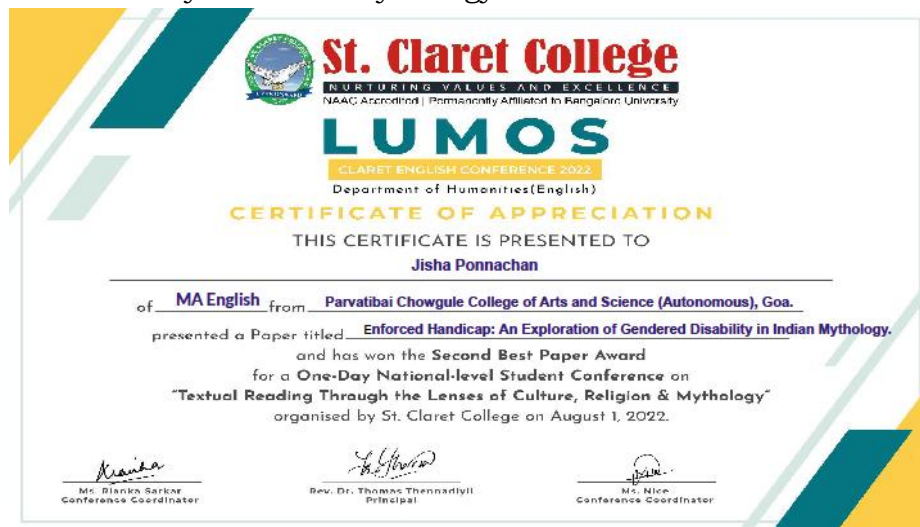 St. Claret College
NURTURING VALUES AND EXCELLENCE
NAAC Accredited | Permanently Affiliated to Bangalore University
LUMOS
CLARET ENGLISH CONFERENCE 2022
Department of Humanities(English)
CERTIFICATE OF APPRECIATION
THIS CERTIFICATE IS PRESENTED TO
Jisha Ponnachan
of MA English from Parvatibai Chowgule College of Arts and Science (Autonomous), Goa.
presented a Paper titled Enforced Handicap: An Exploration of Gendered Disability in Indian Mythology.
and has won the Second Best Paper Award
for a One-Day National-level Student Conference on
"Textual Reading Through the Lenses of Culture, Religion & Mythology"
organised by St. Claret College on August 1, 2022.
Ms. Rianka Sarkar
Conference Coordinator
Rev. Dr. Thomas Thennadiyil
Principal
Ms. Nice
Conference Coordinator